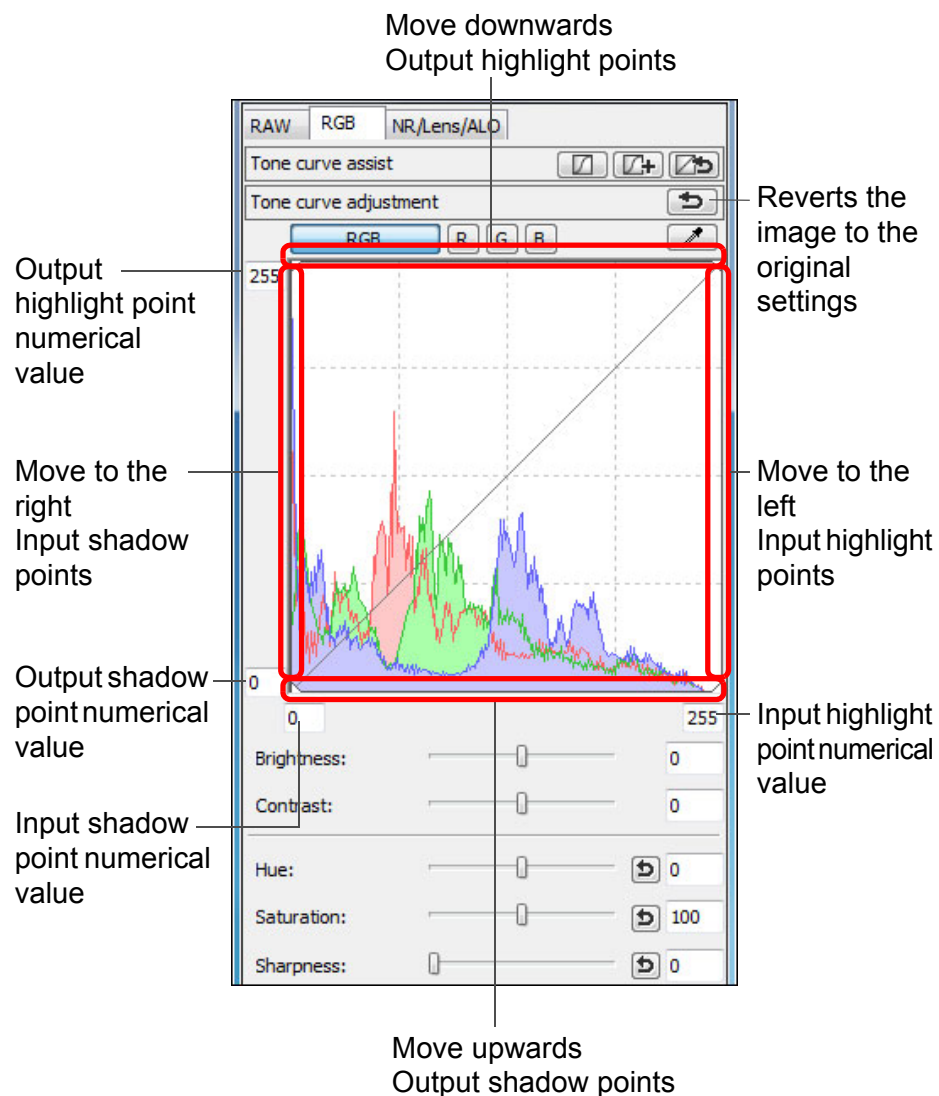 Move downwards
Output highlight points
RAW RGB NR/Lens/ALO
Tone curve assist
Tone curve adjustment
RGB R G B
Reverts the
image to the
original
settings
Output
highlight point
numerical
value
255
Move to the
right
Input shadow
points
Move to the
left
Input highlight
points
Output shadow
point numerical
value
0
0
255
Input highlight
point numerical
value
Input shadow
point numerical
value
Brightness: 0
Contrast: 0
Hue: 0
Saturation: 100
Sharpness: 0
Move upwards
Output shadow points